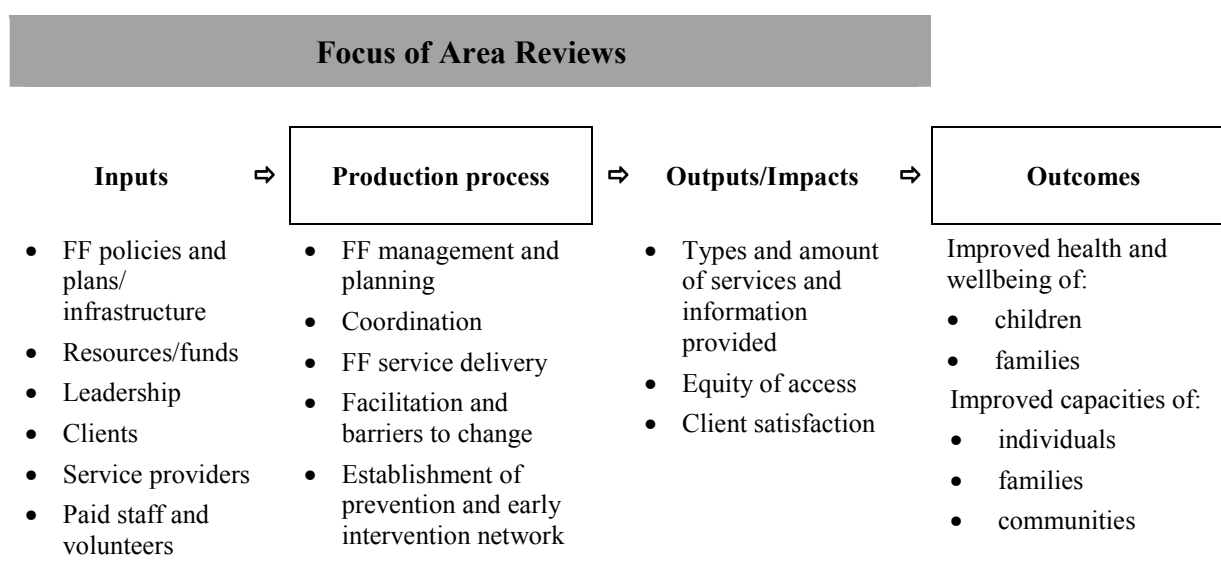 Focus of Area Reviews
Inputs ⇨ Production process ⇨ Outputs/Impacts ⇨ Outcomes
• FF policies and
plans/
infrastructure
• Resources/funds
• Leadership
• Clients
• Service providers
• Paid staff and
volunteers
• FF management and
planning
• Coordination
• FF service delivery
• Facilitation and
barriers to change
• Establishment of
prevention and early
intervention network
• Types and amount
of services and
information
provided
• Equity of access
• Client satisfaction
Improved health and
wellbeing of:
• children
• families
Improved capacities of:
• individuals
• families
• communities